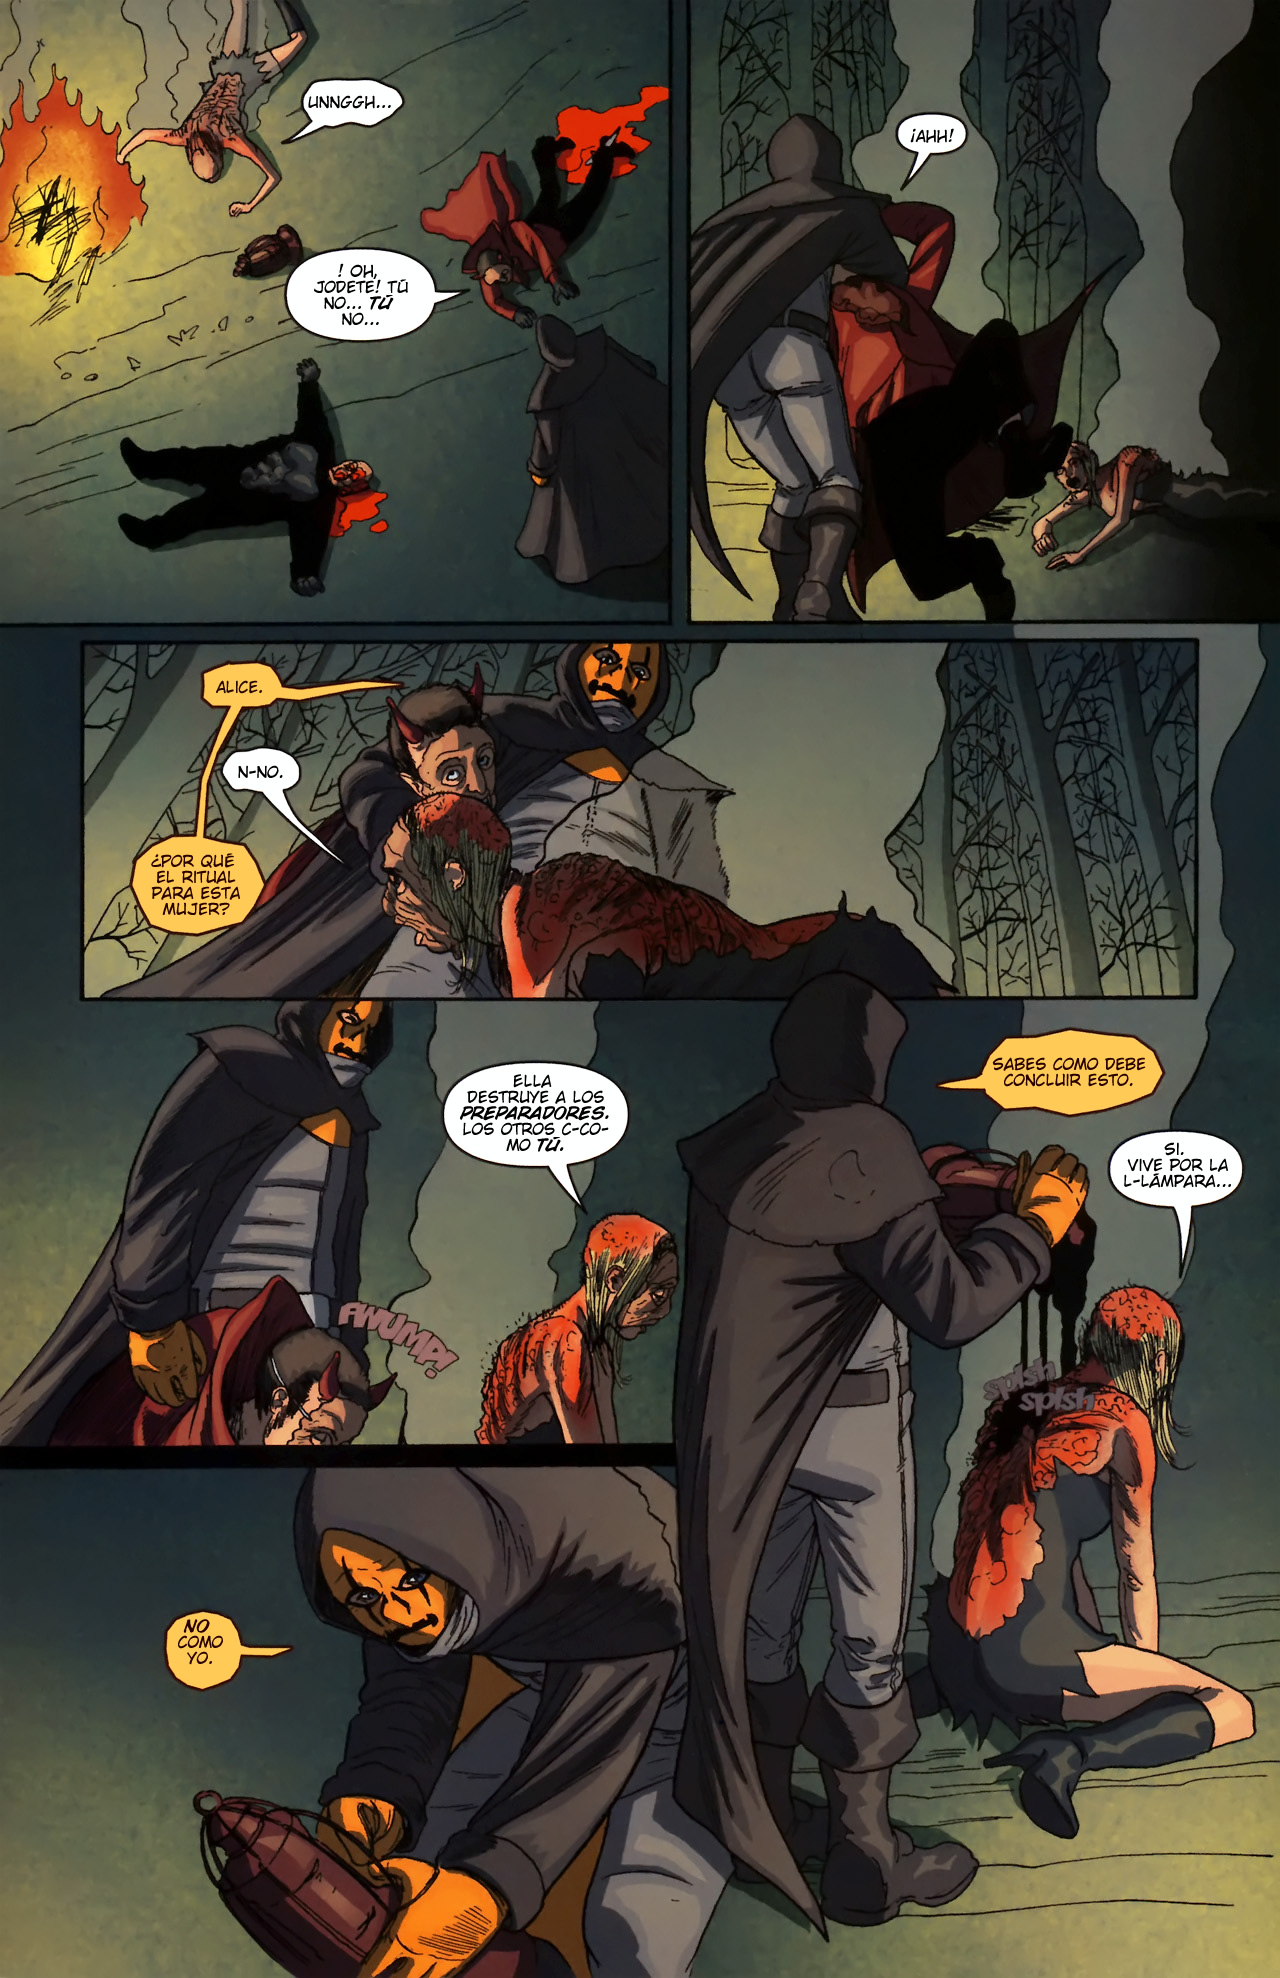 UNNGGH...
! OH,
JODETE! TÚ
NO... TÚ
NO...
¡AHH!
ALICE.
N-NO.
¿POR QUÉ
EL RITUAL
PARA ESTA
MUJER?
ELLA
DESTRUYE A LOS
PREPARADORES.
LOS OTROS C-CO-
MO TÚ.
FWUMP!
SABES COMO DEBE
CONCLUIR ESTO.
SI.
VIVE POR LA
L-LÁMPARA...
splsh
splsh
NO
COMO
YO.